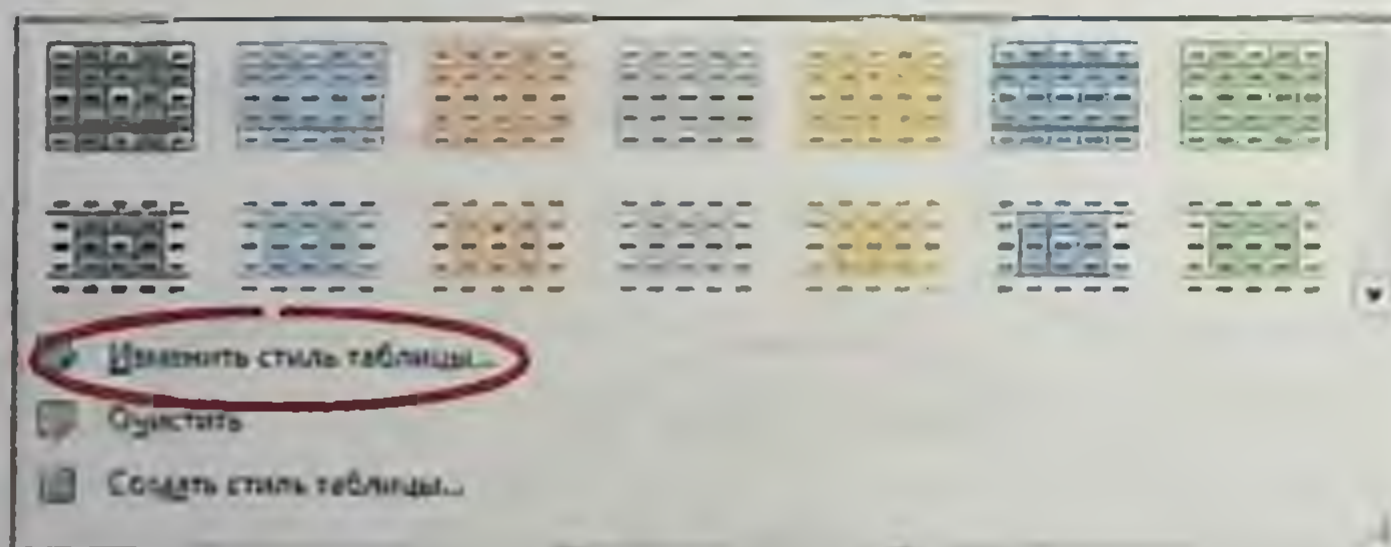 Изменить стиль таблицы...
Очистить
Создать стиль таблицы...